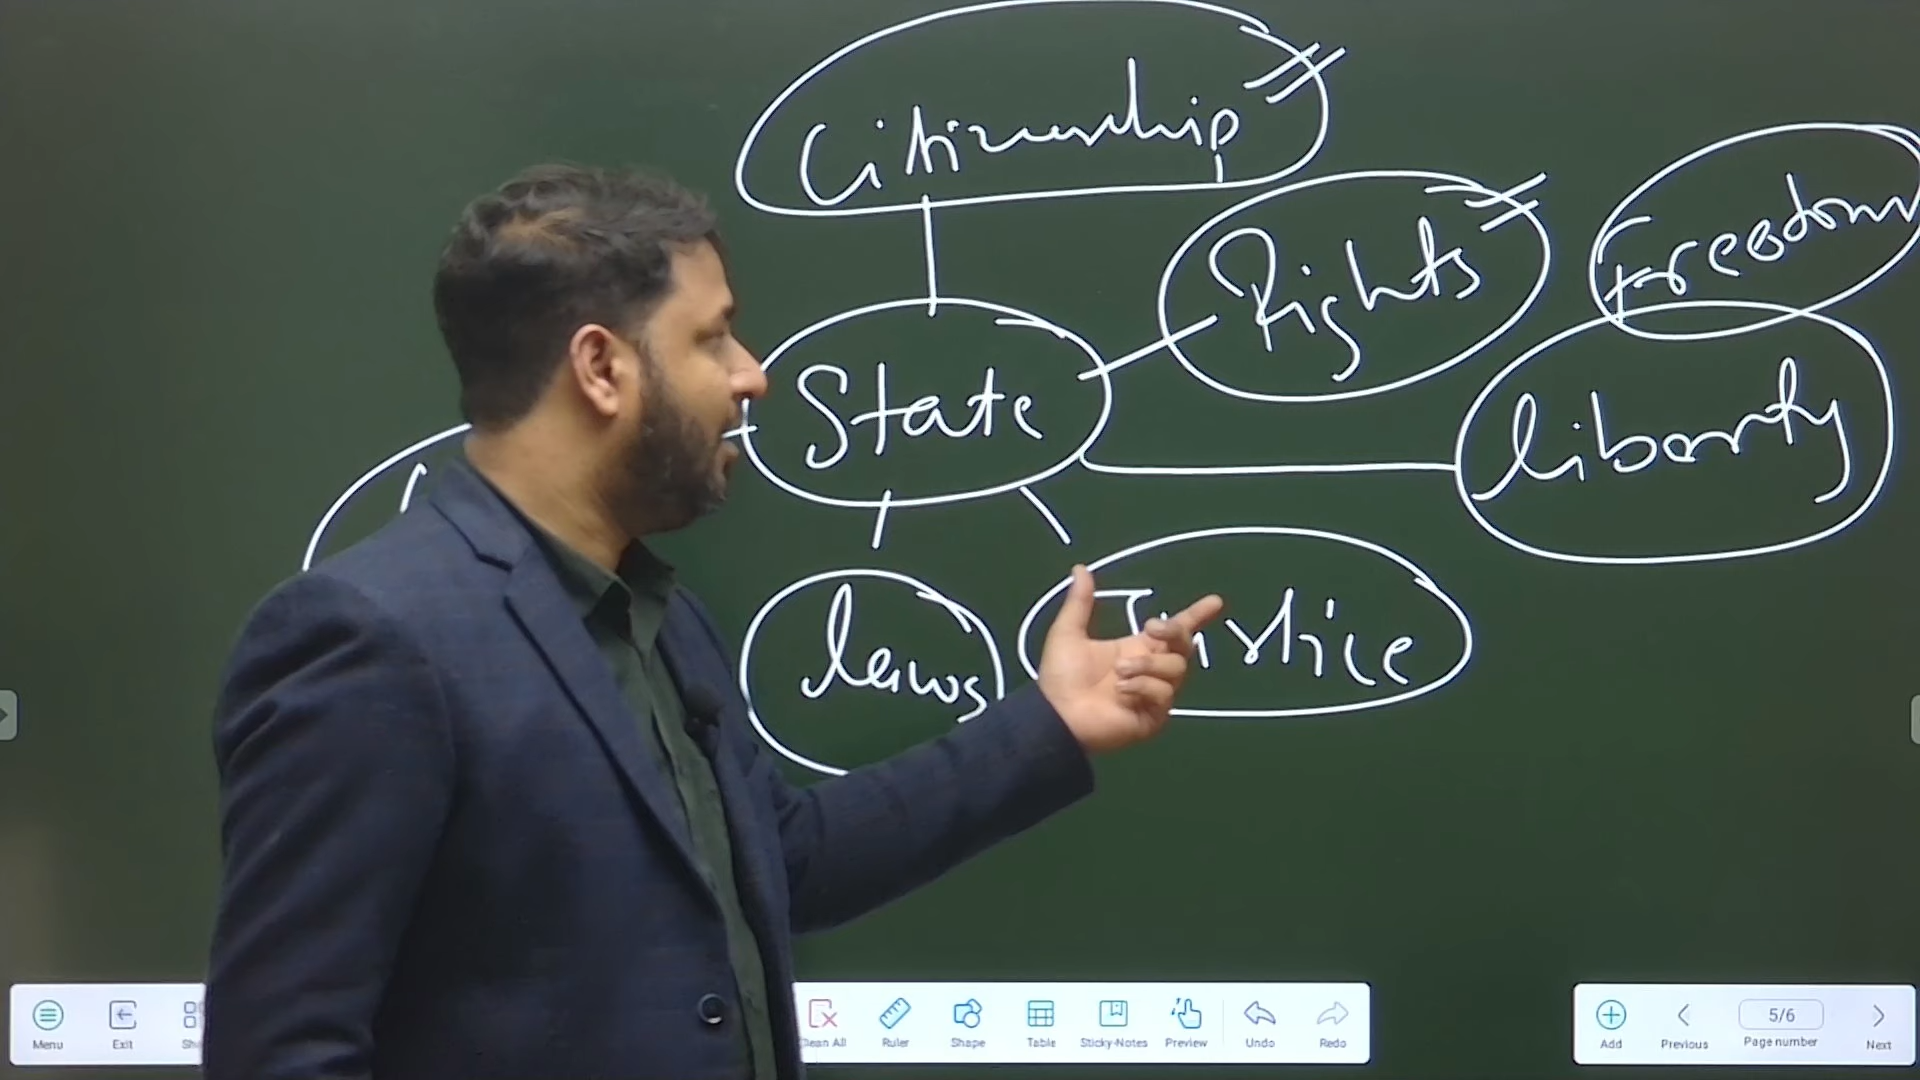 Citizenship
Rights
Freedom
State
liberty
laws
Justice
Menu
Exit
Clean All
Ruler
Shape
Table
Sticky-Notes
Preview
Undo
Redo
Add
Previous
5/6
Page number
Next